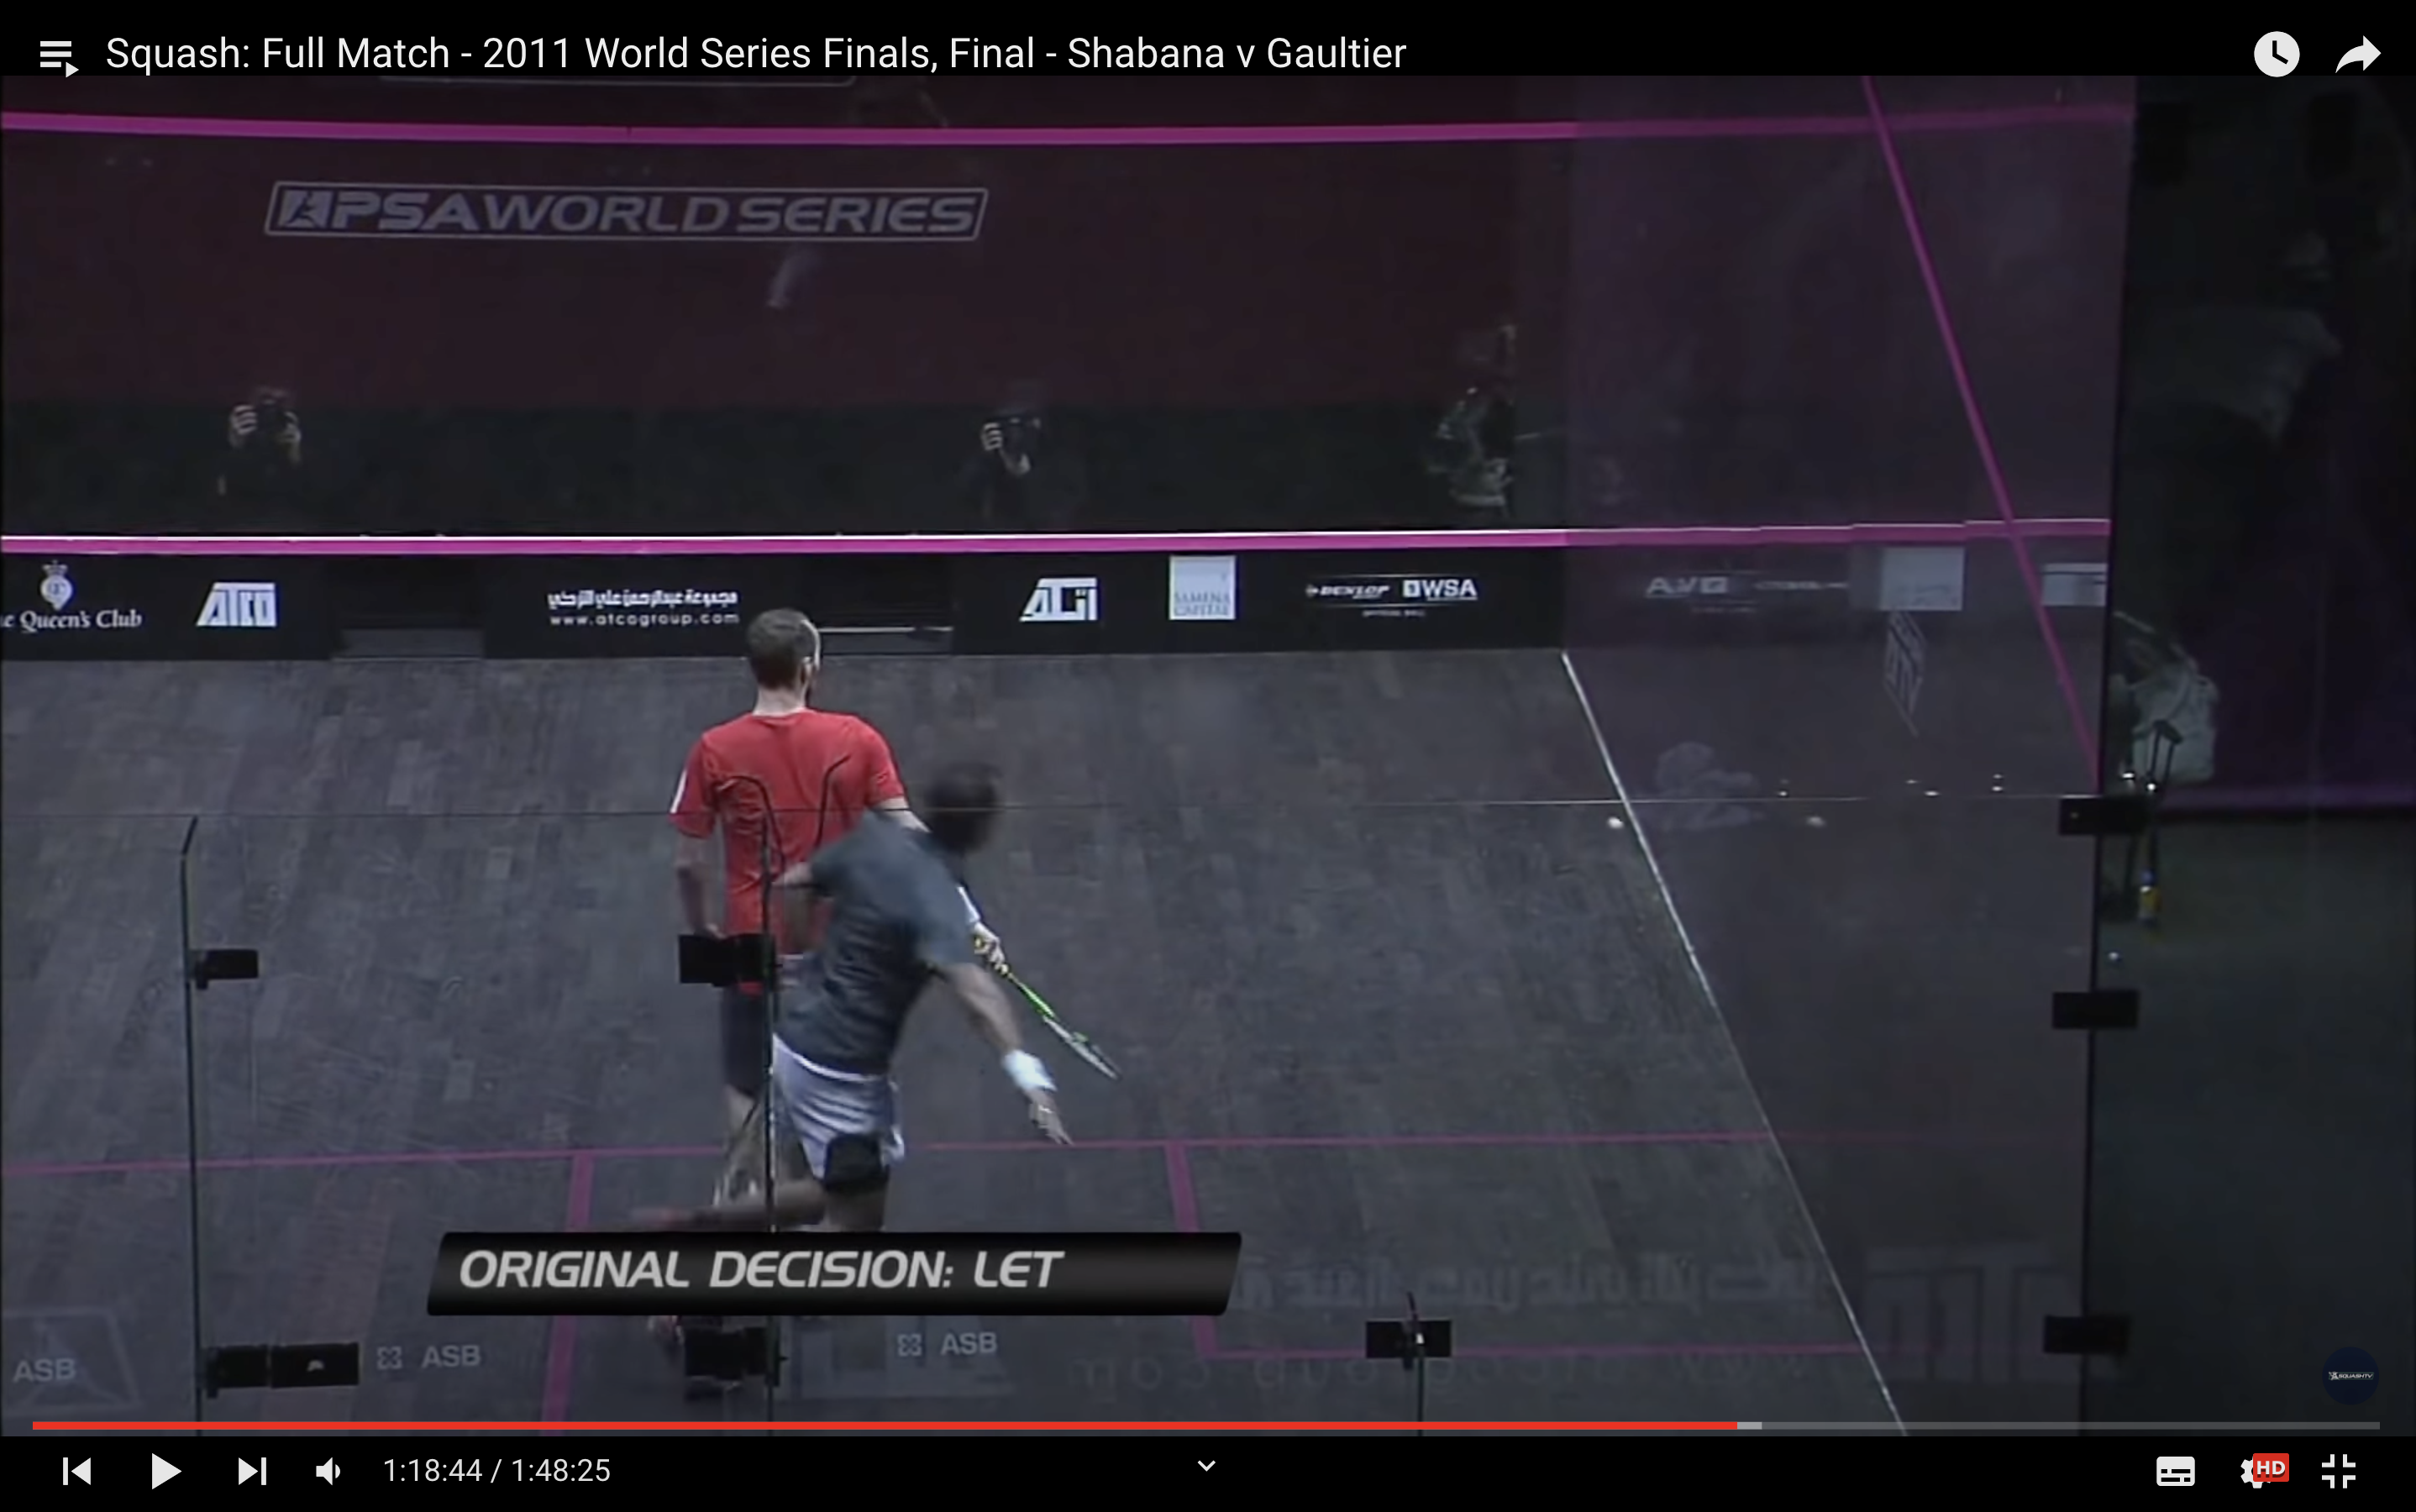 Squash: Full Match - 2011 World Series Finals, Final - Shabana v Gaultier
PSA WORLD SERIES
Queen's Club
ATCO
مجموعة عبدالرحمن علي التركي
www.atcogroup.com
SAMENA
CAPITAL
DUNLOP
WSA
ORIGINAL DECISION: LET
ASB
ASB
ASB
SQUASHTV
1:18:44 / 1:48:25
HD